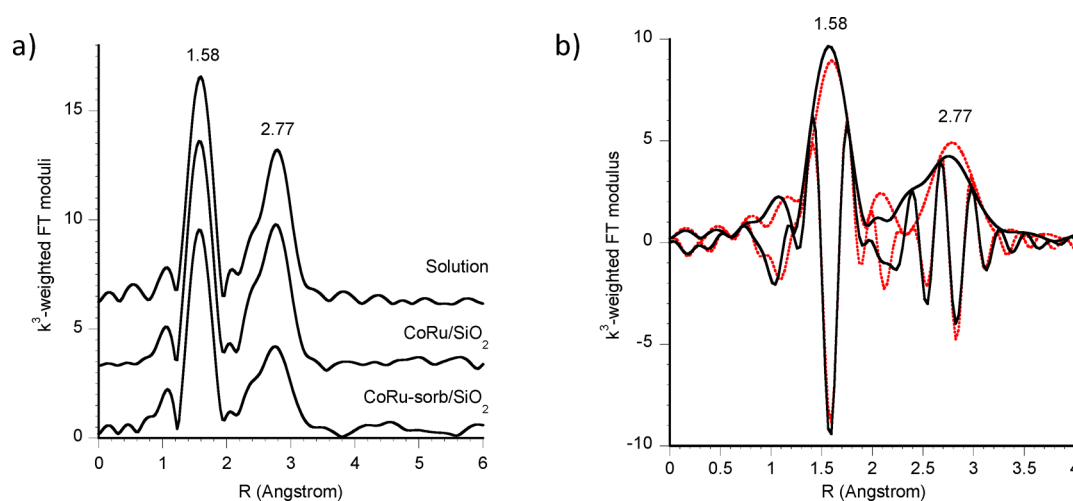 a)
1.58
2.77
15
10
5
0
k³-weighted FT moduli
Solution
CoRu/SiO₂
CoRu-sorb/SiO₂
0 1 2 3 4 5 6
R (Angstrom)
b)
1.58
2.77
10
5
0
-5
-10
k³-weighted FT modulus
0 0.5 1 1.5 2 2.5 3 3.5 4
R (Angstrom)